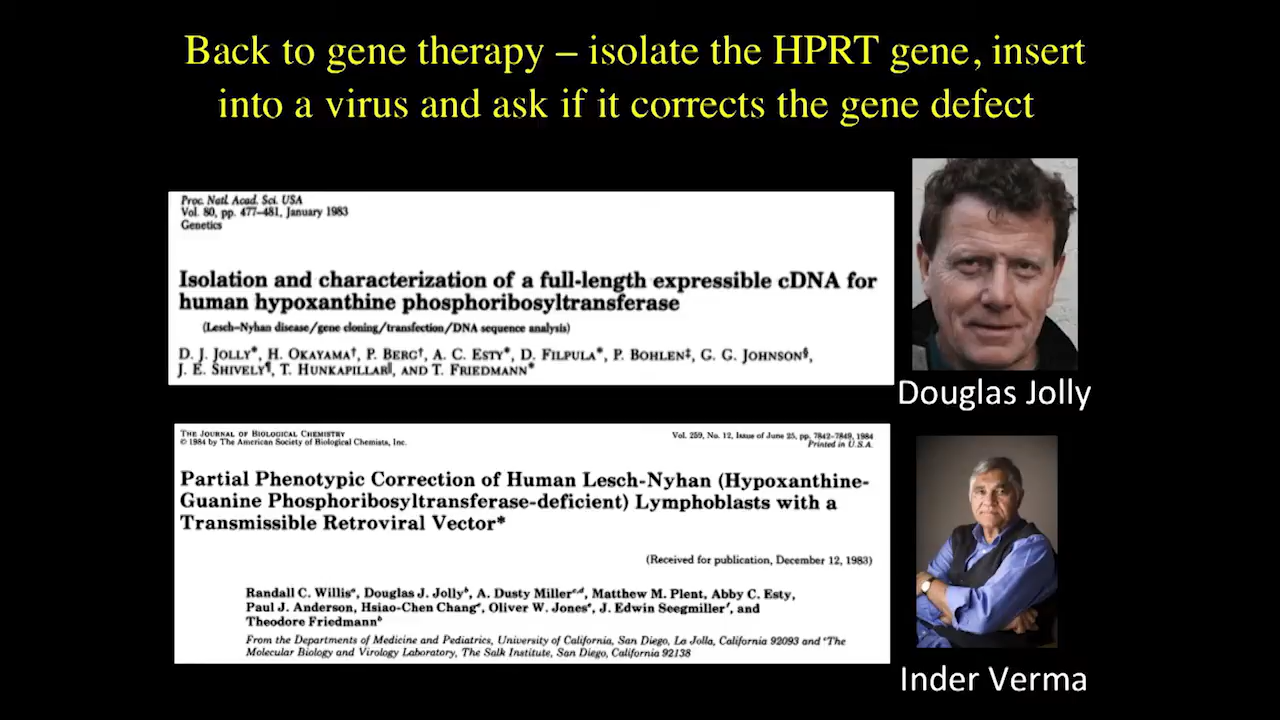 Back to gene therapy – isolate the HPRT gene, insert
into a virus and ask if it corrects the gene defect
Proc. Natl. Acad. Sci. USA
Vol. 80, pp. 477–481, January 1983
Genetics
Isolation and characterization of a full-length expressible cDNA for
human hypoxanthine phosphoribosyltransferase
(Lesch–Nyhan disease/gene cloning/transfection/DNA sequence analysis)
D. J. JOLLY*, H. OKAYAMA†, P. BERG†, A. C. ESTY*, D. FILPULA*, P. BOHLEN‡, G. G. JOHNSON§,
J. E. SHIVELY¶, T. HUNKAPILLAR‖, AND T. FRIEDMANN*
Douglas Jolly
THE JOURNAL OF BIOLOGICAL CHEMISTRY
© 1984 by The American Society of Biological Chemists, Inc.
Vol. 259, No. 12, Issue of June 25, pp. 7842–7849, 1984
Printed in U.S.A.
Partial Phenotypic Correction of Human Lesch-Nyhan (Hypoxanthine-
Guanine Phosphoribosyltransferase-deficient) Lymphoblasts with a
Transmissible Retroviral Vector*
(Received for publication, December 12, 1983)
Randall C. Willisª, Douglas J. Jollyᵇ, A. Dusty Millerᶜ,ᵈ, Matthew M. Plent, Abby C. Esty,
Paul J. Anderson, Hsiao-Chen Changᵉ, Oliver W. Jonesᵉ, J. Edwin Seegmillerᶠ, and
Theodore Friedmannᵇ
From the Departments of Medicine and Pediatrics, University of California, San Diego, La Jolla, California 92093 and ᶜThe
Molecular Biology and Virology Laboratory, The Salk Institute, San Diego, California 92138
Inder Verma